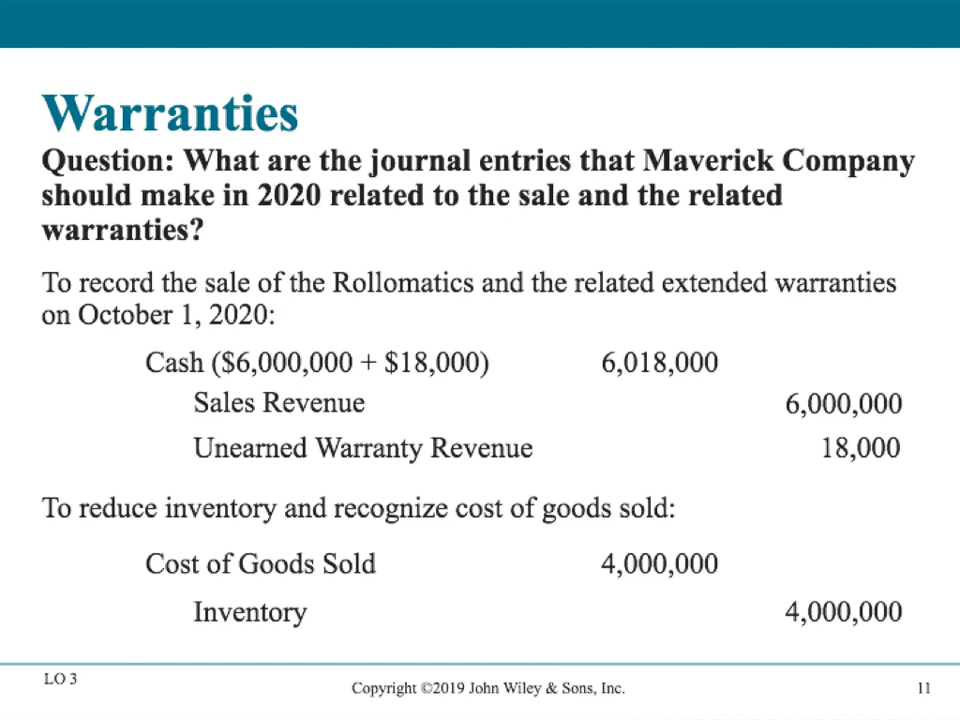 Warranties
Question: What are the journal entries that Maverick Company
should make in 2020 related to the sale and the related
warranties?
To record the sale of the Rollomatics and the related extended warranties
on October 1, 2020:
Cash ($6,000,000 + $18,000) 6,018,000
Sales Revenue 6,000,000
Unearned Warranty Revenue 18,000
To reduce inventory and recognize cost of goods sold:
Cost of Goods Sold 4,000,000
Inventory 4,000,000
LO 3
Copyright ©2019 John Wiley & Sons, Inc. 11